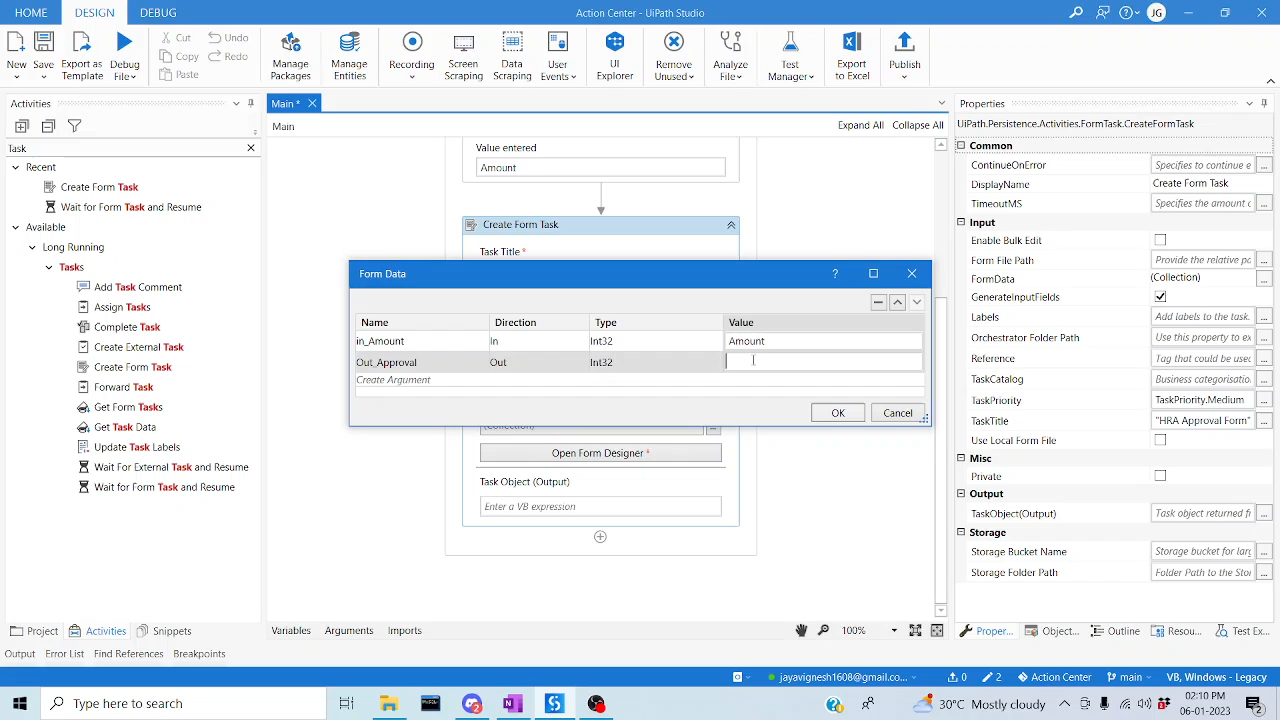 HOME DESIGN DEBUG
Action Center - UiPath Studio
JG
New
Save
Export as Template
Debug File
Cut
Copy
Paste
Undo
Redo
Manage Packages
Manage Entities
Recording
Screen Scraping
Data Scraping
User Events
UI Explorer
Remove Unused
Analyze File
Test Manager
Export to Excel
Publish
Activities
Task
Recent
Create Form Task
Wait for Form Task and Resume
Available
Long Running
Tasks
Add Task Comment
Assign Tasks
Complete Task
Create External Task
Create Form Task
Forward Task
Get Form Tasks
Get Task Data
Update Task Labels
Wait For External Task and Resume
Wait for Form Task and Resume
Project Activities Snippets
Main *
Main
Expand All Collapse All
Value entered
Amount
Create Form Task
Task Title *
Form Data
?
Name Direction Type Value
in_Amount In Int32 Amount
Out_Approval Out Int32
Create Argument
OK Cancel
(Collection)
Open Form Designer *
Task Object (Output)
Enter a VB expression
Variables Arguments Imports
100%
Properties
UiPath.Persistence.Activities.FormTask.CreateFormTask
Common
ContinueOnError Specifies to continue e ...
DisplayName Create Form Task
TimeoutMS Specifies the amount c ...
Input
Enable Bulk Edit
Form File Path Provide the relative pa ...
FormData (Collection) ...
GenerateInputFields
Labels Add labels to the task. ...
Orchestrator Folder Path Use this property to ex ...
Reference Tag that could be use ...
TaskCatalog Business categorisation ...
TaskPriority TaskPriority.Medium ...
TaskTitle "HRA Approval Form" ...
Use Local Form File
Misc
Private
Output
TaskObject(Output) Task object returned fr ...
Storage
Storage Bucket Name Storage bucket for larg ...
Storage Folder Path Folder Path to the Stor ...
Proper... Object... Outline Resou... Test Ex...
Output Error List Find References Breakpoints
jayavignesh1608@gmail.co... 0 2 Action Center main VB, Windows - Legacy
Type here to search
30°C Mostly cloudy
02:10 PM
06-01-2023
2